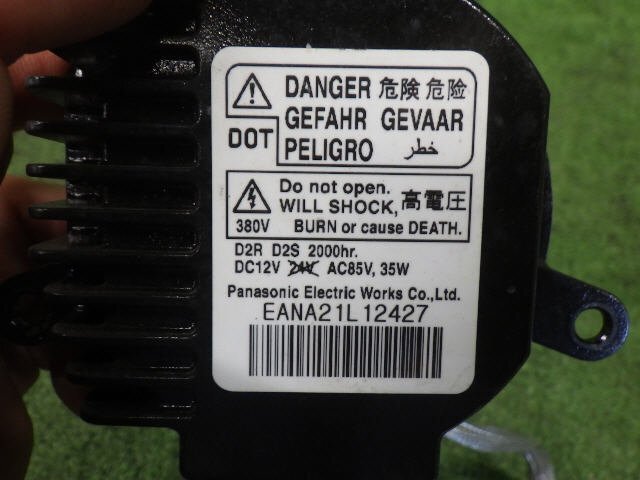 DANGER 危険 危险
GEFAHR GEVAAR
DOT PELIGRO خطر
Do not open.
WILL SHOCK, 高電圧
380V BURN or cause DEATH.
D2R D2S 2000hr.
DC12V 24V AC85V, 35W
Panasonic Electric Works Co.,Ltd.
EANA21L12427